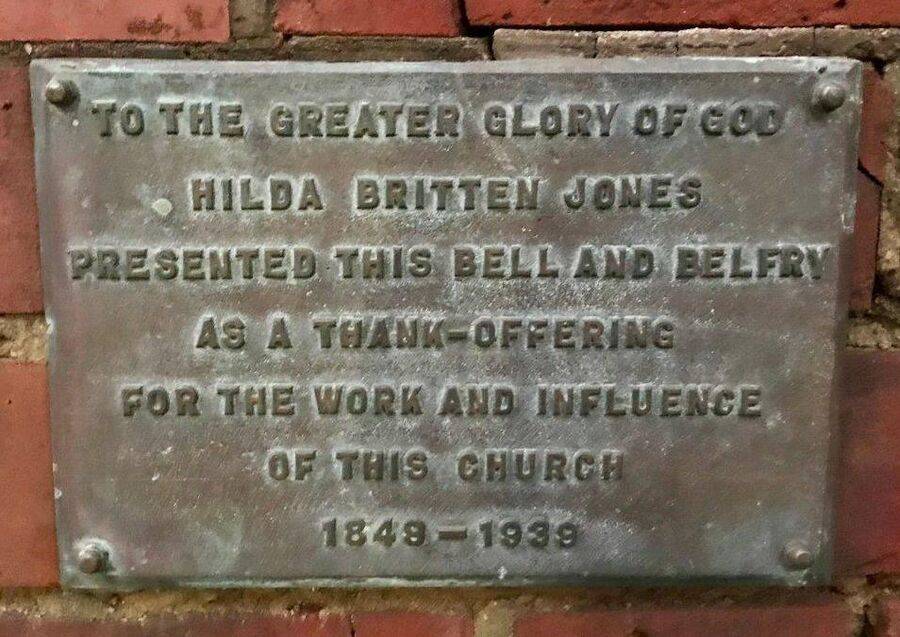 TO THE GREATER GLORY OF GOD
HILDA BRITTEN JONES
PRESENTED THIS BELL AND BELFRY
AS A THANK-OFFERING
FOR THE WORK AND INFLUENCE
OF THIS CHURCH
1849-1939